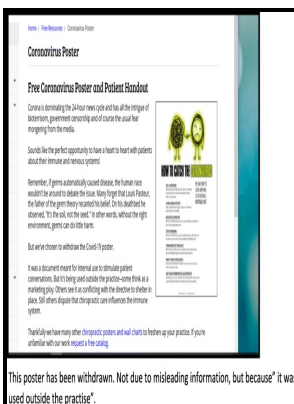 Home / Free Resources / Coronavirus Poster
Coronavirus Poster
Free Coronavirus Poster and Patient Handout
Corona is dominating the 24-hour news cycle and has all the intrigue of
bioterrorism, government censorship and of course the usual fear
mongering from the media.
Sounds like the perfect opportunity to have a heart to heart with patients
about their immune and nervous systems!
Remember, if germs automatically caused disease, the human race
wouldn't be around to debate the issue. Many forget that Louis Pasteur,
the father of the germ theory recanted his belief. On his deathbed he
observed, "It's the soil, not the seed." In other words, without the right
environment, germs can do little harm.
But we've chosen to withdraw the Covid-19 poster.
It was a document meant for internal use to stimulate patient
conversations. But it's being used outside the practice–some think as a
marketing ploy. Others see it as conflicting with the directive to shelter in
place. Still others dispute that chiropractic care influences the immune
system.
Thankfully we have many other chiropractic posters and wall charts to freshen up your practice. If you're
unfamiliar with our work request a free catalog.
HOW TO CATCH THE
This poster has been withdrawn. Not due to misleading information, but because" it was
used outside the practise".